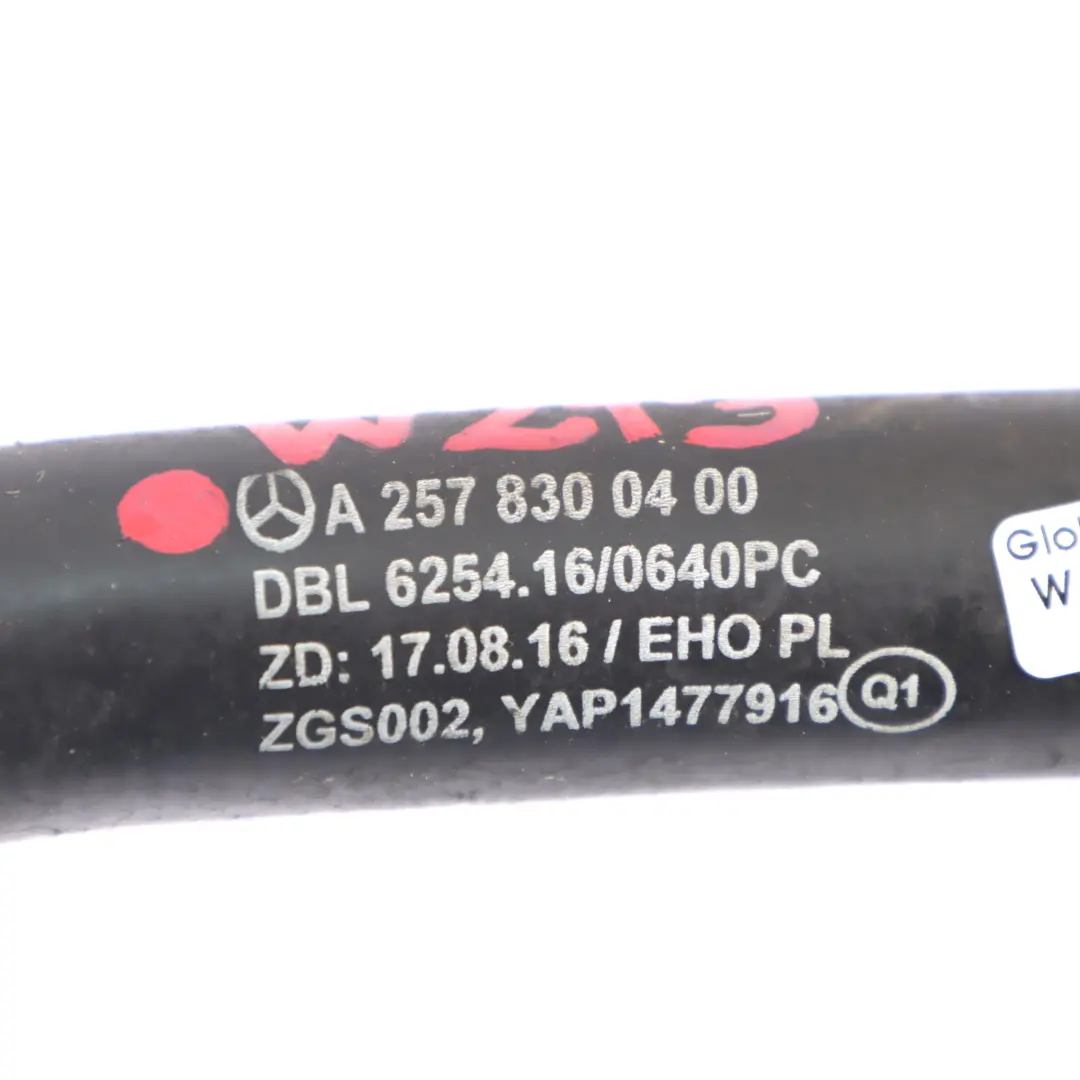 W213
A 257 830 04 00
DBL 6254.16/0640PC
ZD: 17.08.16 / EHO PL
ZGS002, YAP1477916 Q1
W